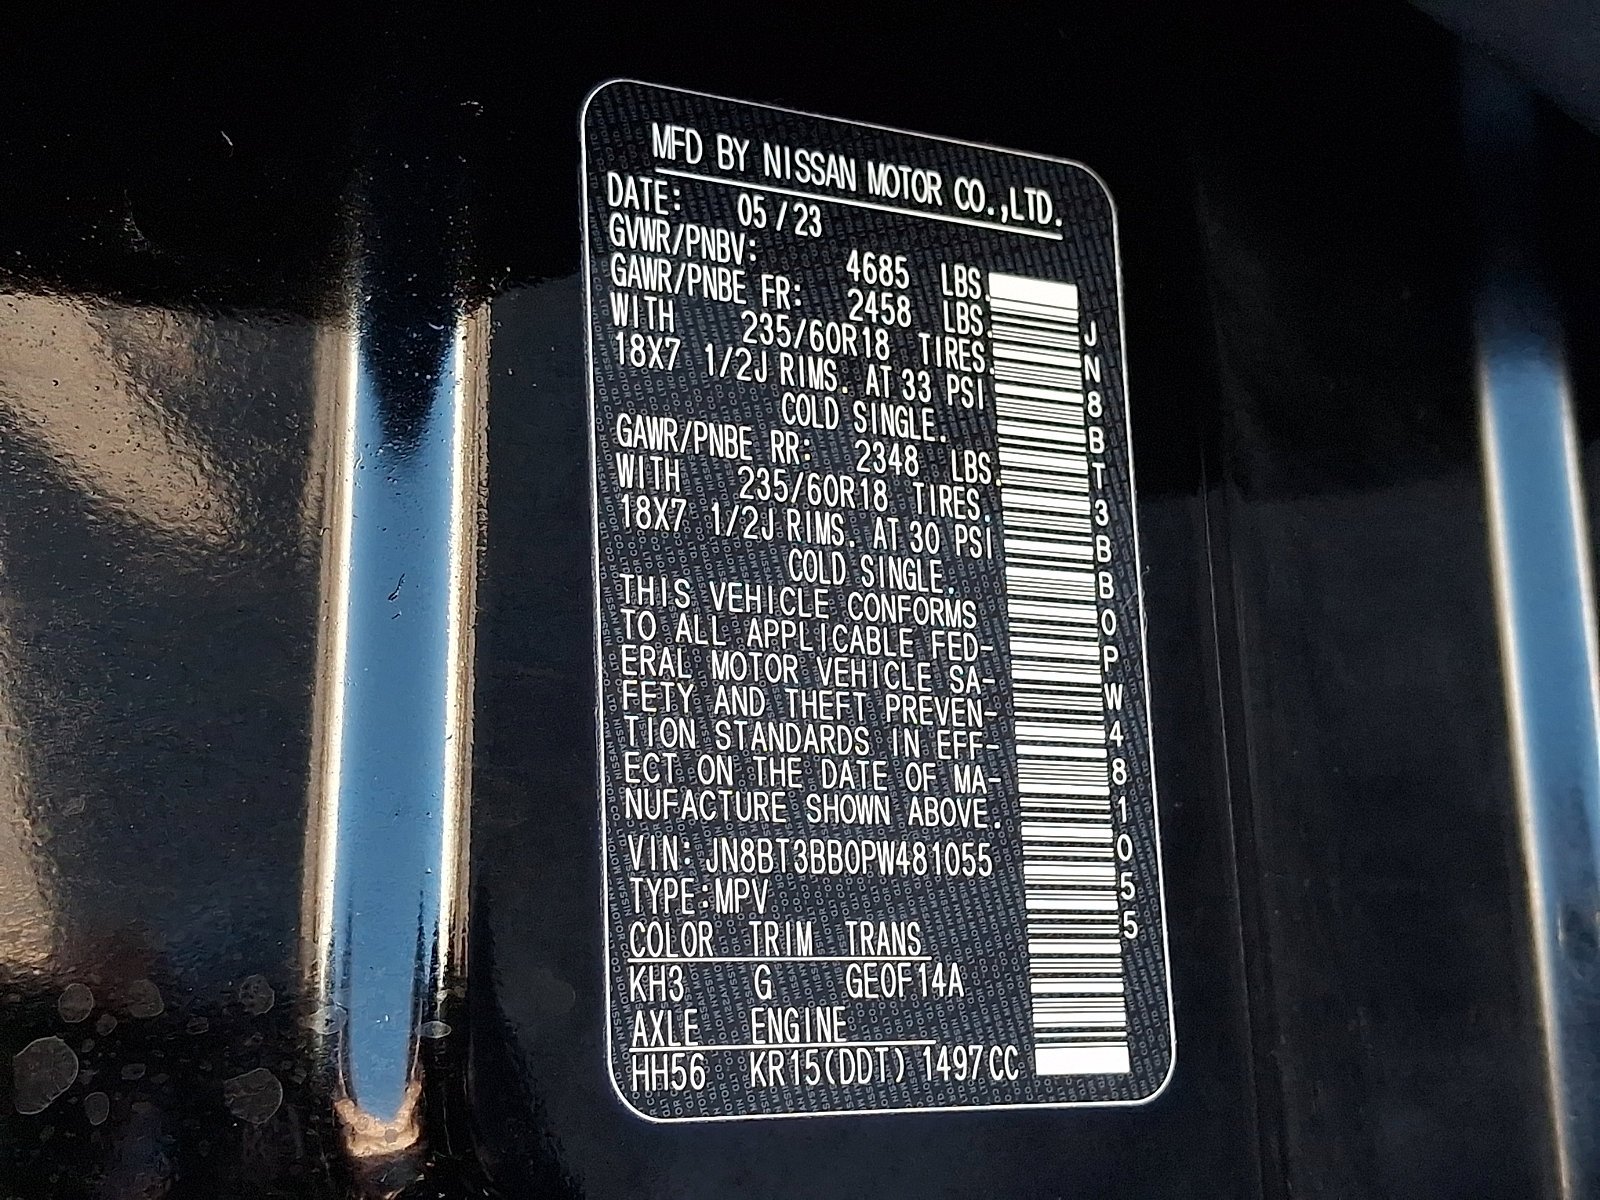 MFD BY NISSAN MOTOR CO.,LTD.
DATE: 05/23
GVWR/PNBV: 4685 LBS.
GAWR/PNBE FR: 2458 LBS.
WITH 235/60R18 TIRES.
18X7 1/2J RIMS. AT 33 PSI
COLD SINGLE.
GAWR/PNBE RR: 2348 LBS.
WITH 235/60R18 TIRES.
18X7 1/2J RIMS. AT 30 PSI
COLD SINGLE.
THIS VEHICLE CONFORMS
TO ALL APPLICABLE FED-
ERAL MOTOR VEHICLE SA-
FETY AND THEFT PREVEN-
TION STANDARDS IN EFF-
ECT ON THE DATE OF MA-
NUFACTURE SHOWN ABOVE.
VIN: JN8BT3BB0PW481055
TYPE:MPV
COLOR TRIM TRANS
KH3 G GE0F14A
AXLE ENGINE
HH56 KR15(DDT) 1497CC
JN8BT3BB0PW481055